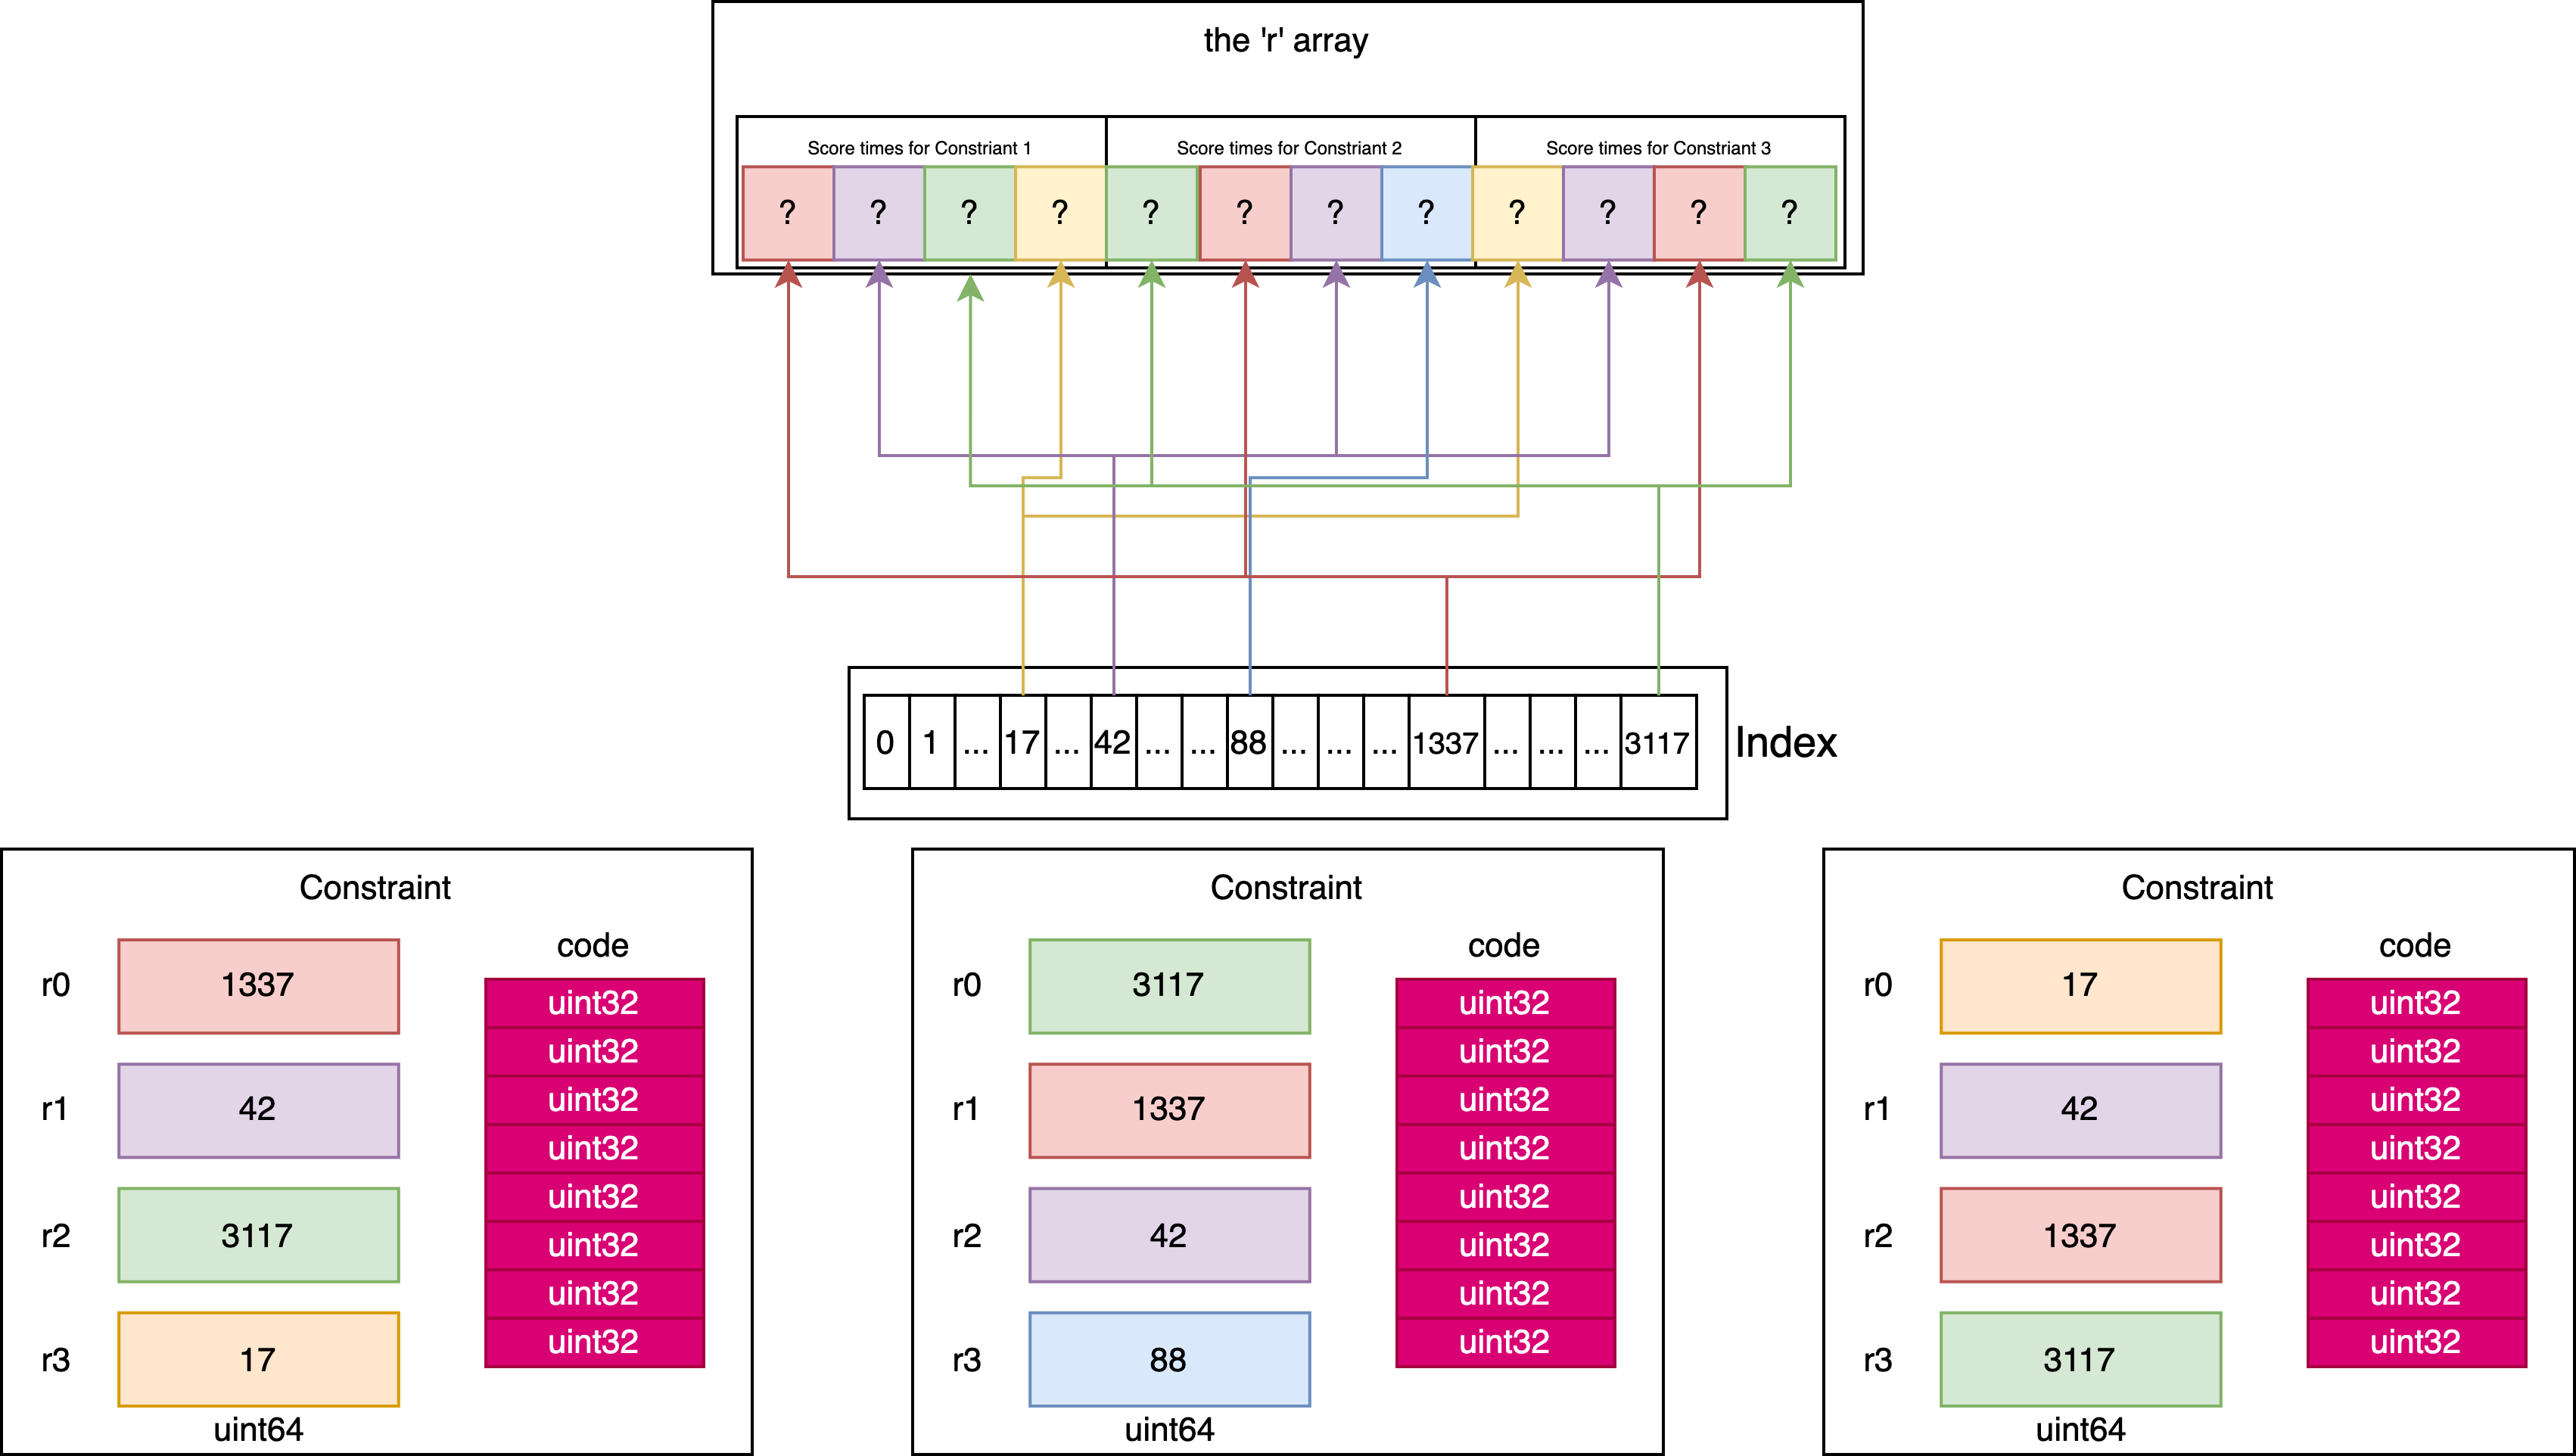 the 'r' array
Score times for Constriant 1
Score times for Constriant 2
Score times for Constriant 3
? ? ? ? ? ? ? ? ? ? ? ?
0 1 ... 17 ... 42 ... ... 88 ... ... ... 1337 ... ... ... 3117
Index
Constraint
code
r0 1337
r1 42
r2 3117
r3 17
uint64
uint32
uint32
uint32
uint32
uint32
uint32
uint32
uint32
Constraint
code
r0 3117
r1 1337
r2 42
r3 88
uint64
uint32
uint32
uint32
uint32
uint32
uint32
uint32
uint32
Constraint
code
r0 17
r1 42
r2 1337
r3 3117
uint64
uint32
uint32
uint32
uint32
uint32
uint32
uint32
uint32